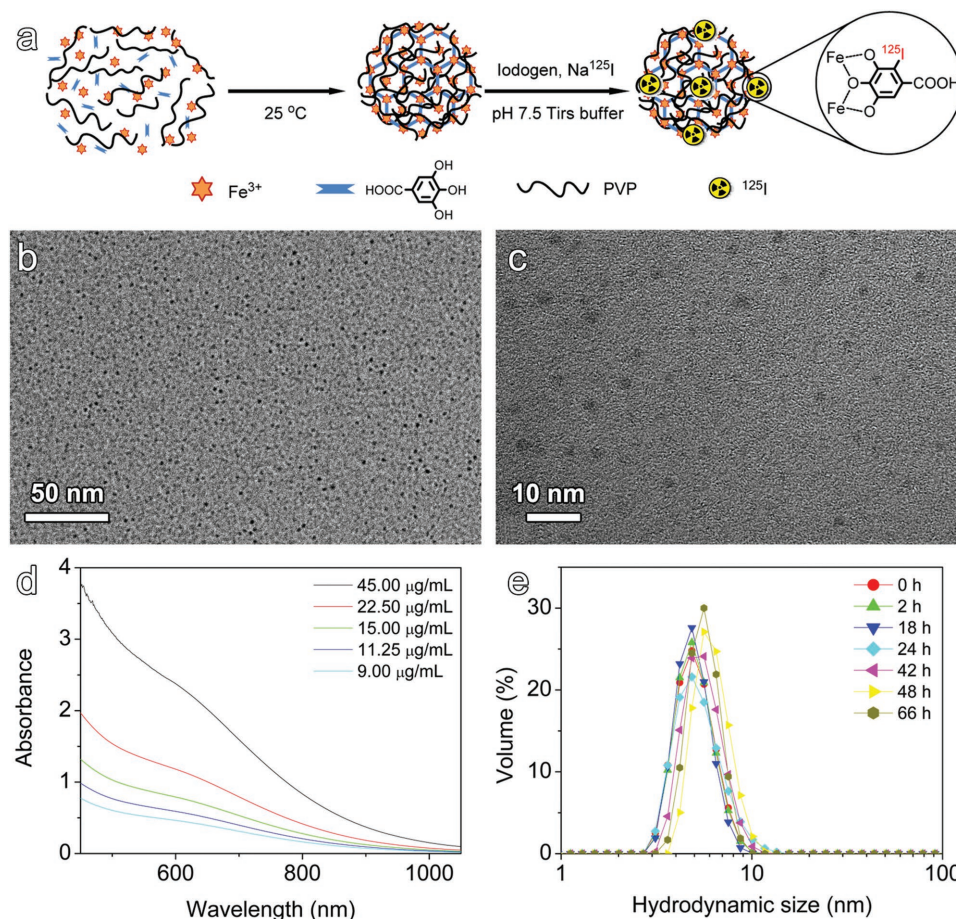 a
Iodogen, Na¹²⁵I
25 °C
pH 7.5 Tirs buffer
Fe
Fe
O
O
O
¹²⁵I
COOH
Fe³⁺
HOOC
OH
OH
OH
PVP
¹²⁵I
b
50 nm
c
10 nm
d
4
3
2
1
0
Absorbance
45.00 μg/mL
22.50 μg/mL
15.00 μg/mL
11.25 μg/mL
9.00 μg/mL
600 800 1000
Wavelength (nm)
e
30
20
10
0
Volume (%)
0 h
2 h
18 h
24 h
42 h
48 h
66 h
1 10 100
Hydrodynamic size (nm)